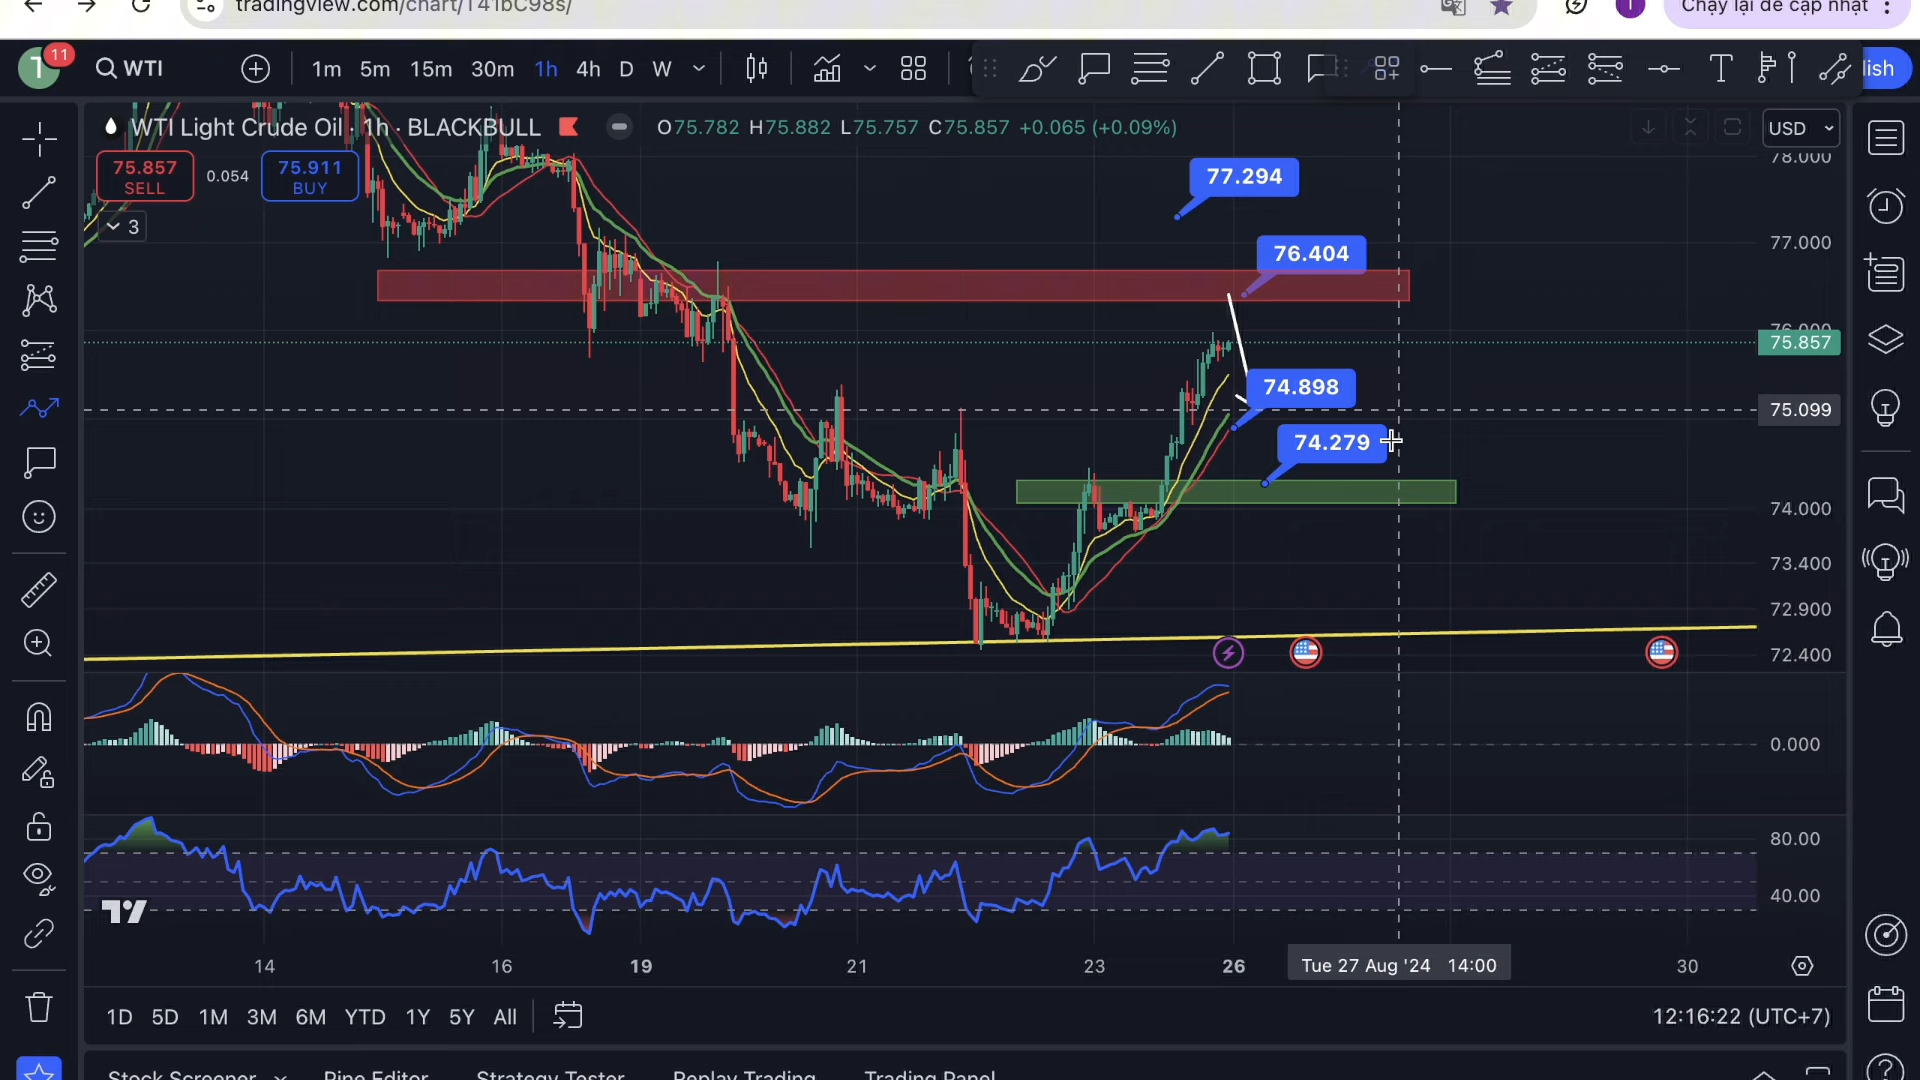 tradingview.com/chart/T41bC98s/
Chạy lại để cập nhật
11
WTI
1m 5m 15m 30m 1h 4h D W
lish
WTI Light Crude Oil · 1h · BLACKBULL
O75.782 H75.882 L75.757 C75.857 +0.065 (+0.09%)
USD
75.857
SELL
0.054
75.911
BUY
3
77.294
76.404
74.898
74.279
78.000
77.000
76.000
75.857
75.099
74.000
73.400
72.900
72.400
0.000
80.00
40.00
14 16 19 21 23 26 Tue 27 Aug '24 14:00 30
1D 5D 1M 3M 6M YTD 1Y 5Y All
12:16:22 (UTC+7)
Stock Screener Pine Editor Strategy Tester Replay Trading Trading Panel